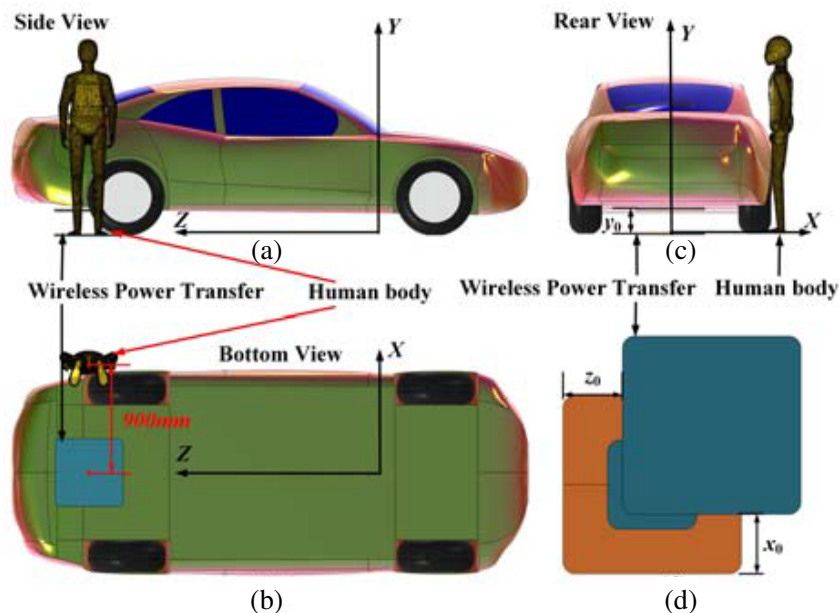 Side View
Y
Rear View
Y
Z
(a)
y₀
(c)
X
Wireless Power Transfer
Human body
Wireless Power Transfer
Human body
Bottom View
X
900mm
Z
z₀
x₀
(b)
(d)